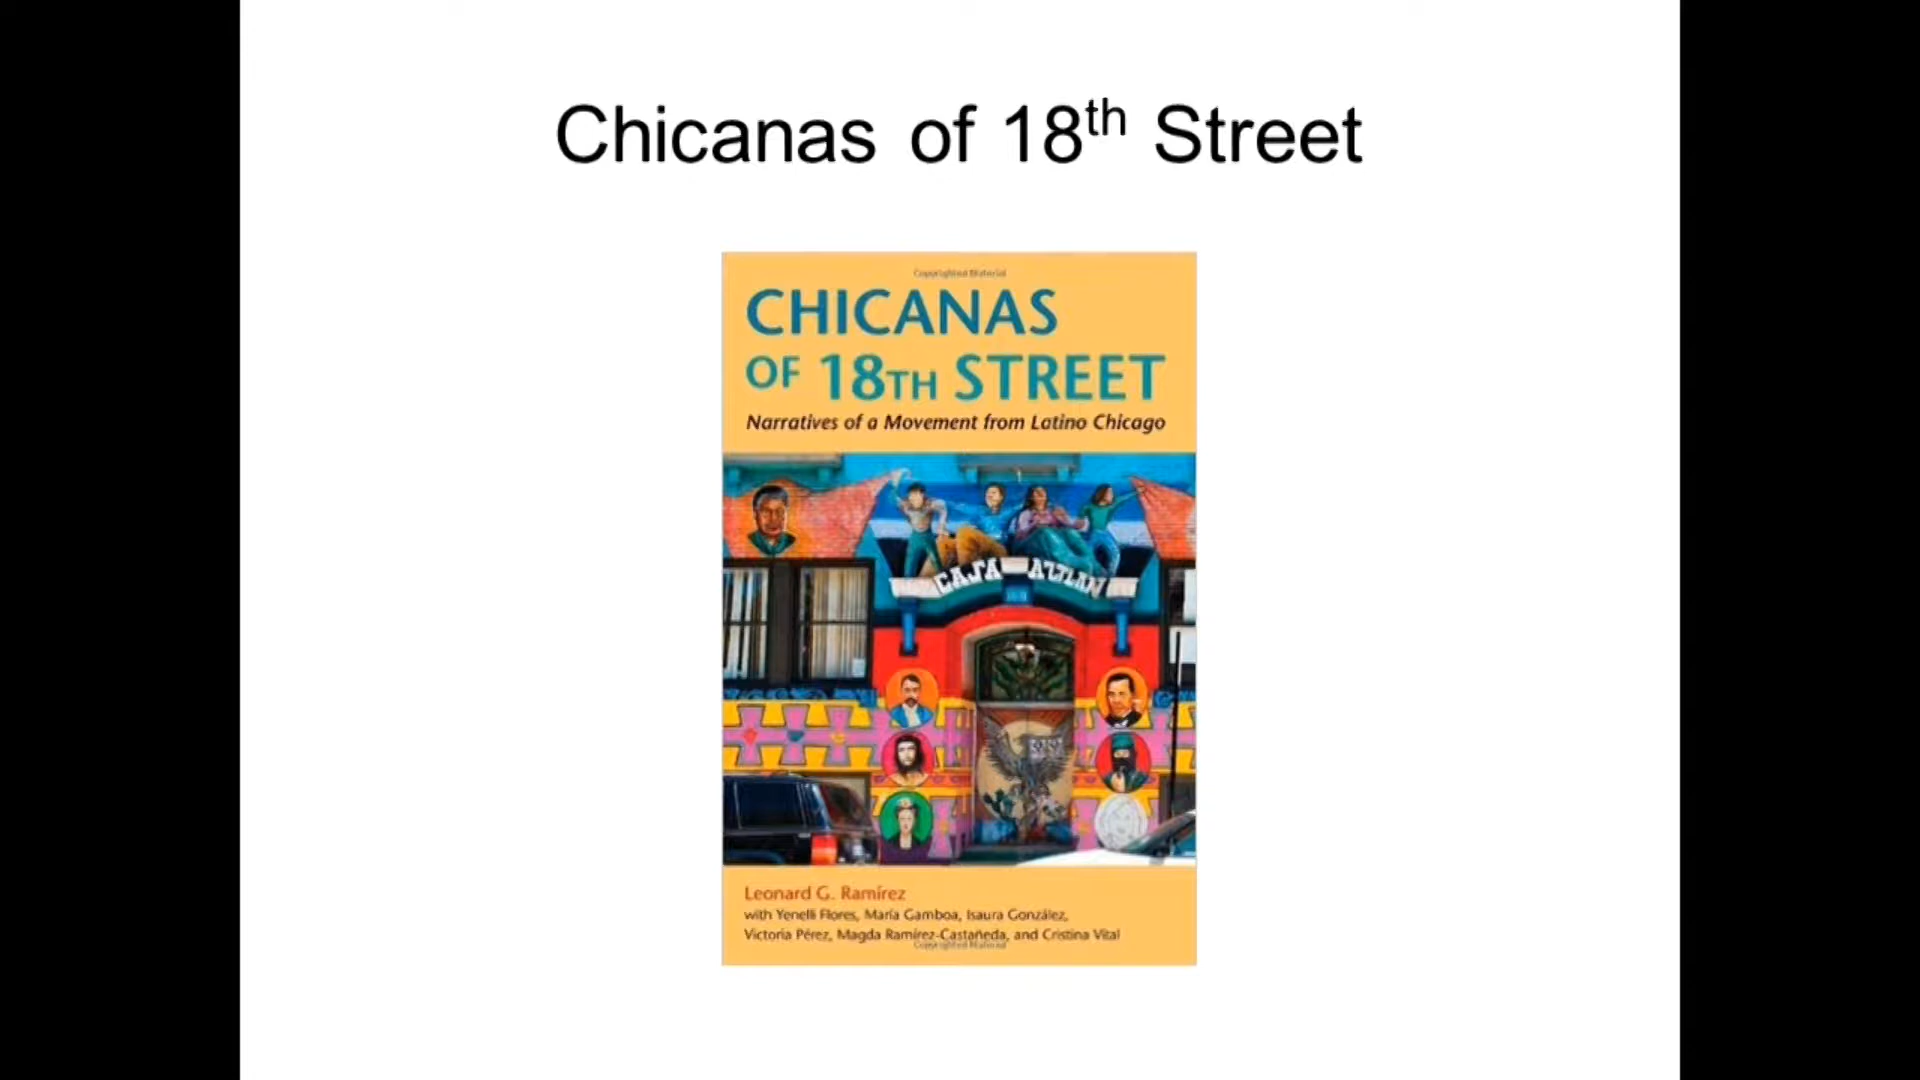 Chicanas of 18th Street
Copyrighted Material
CHICANAS
OF 18TH STREET
Narratives of a Movement from Latino Chicago
CASA AZTLAN
Leonard G. Ramírez
with Yenelli Flores, María Gamboa, Isaura González,
Victoria Pérez, Magda Ramírez-Castañeda, and Cristina Vital
Copyrighted Material